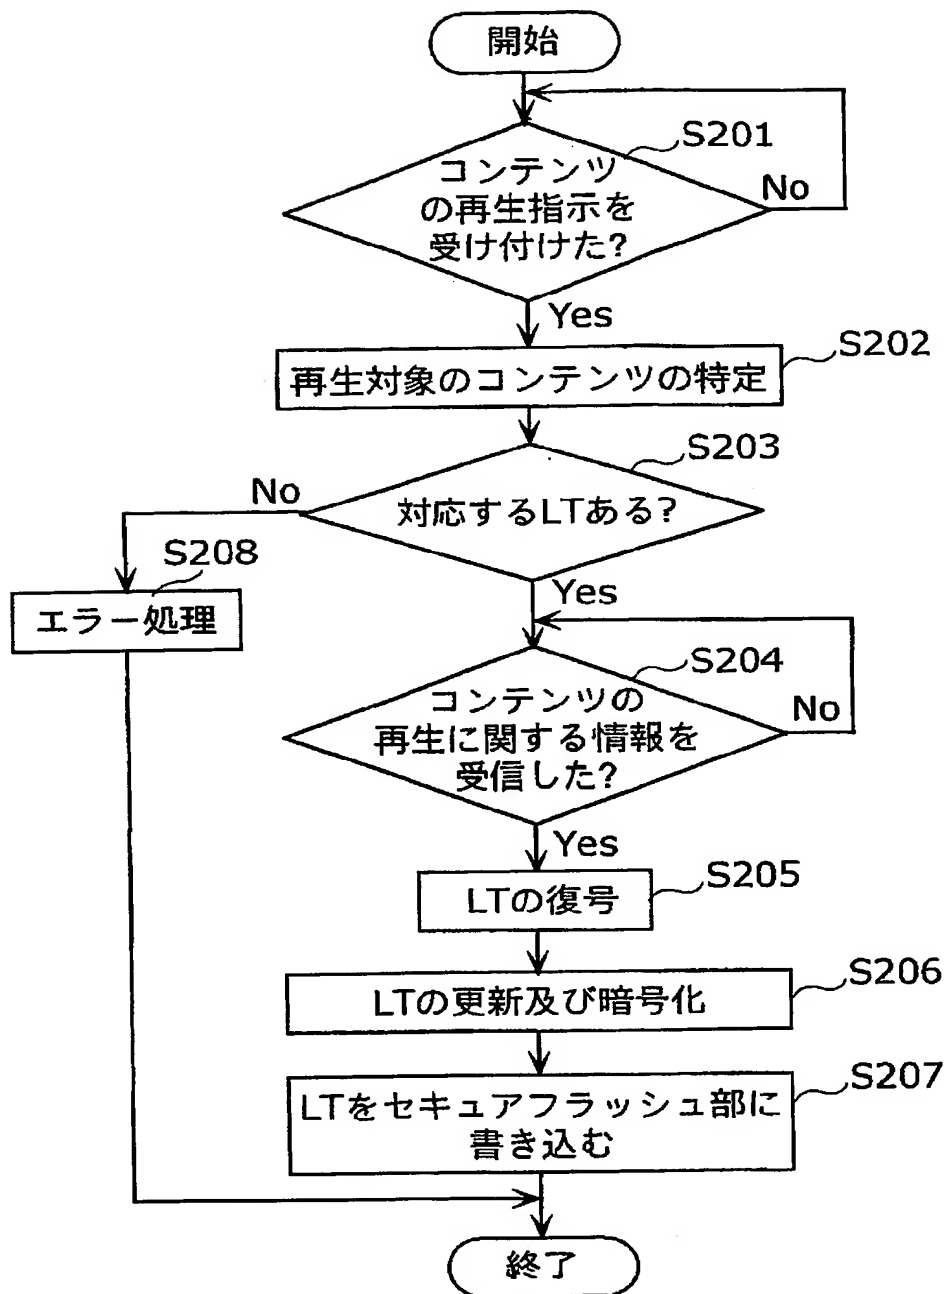 開始
S201
コンテンツ
の再生指示を
受け付けた?
No
Yes
S202
再生対象のコンテンツの特定
S203
対応するLTある?
No
Yes
S208
エラー処理
S204
コンテンツの
再生に関する情報を
受信した?
No
Yes
S205
LTの復号
S206
LTの更新及び暗号化
S207
LTをセキュアフラッシュ部に
書き込む
終了